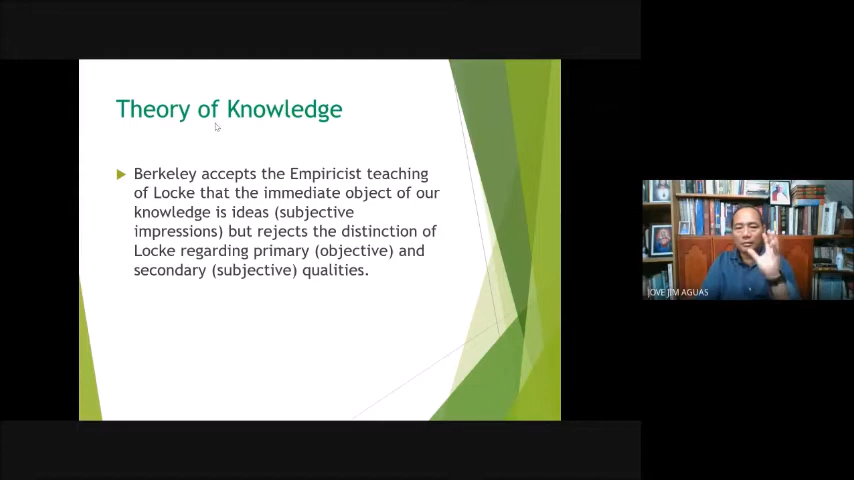 Theory of Knowledge
Berkeley accepts the Empiricist teaching
of Locke that the immediate object of our
knowledge is ideas (subjective
impressions) but rejects the distinction of
Locke regarding primary (objective) and
secondary (subjective) qualities.
JOVE JIM AGUAS